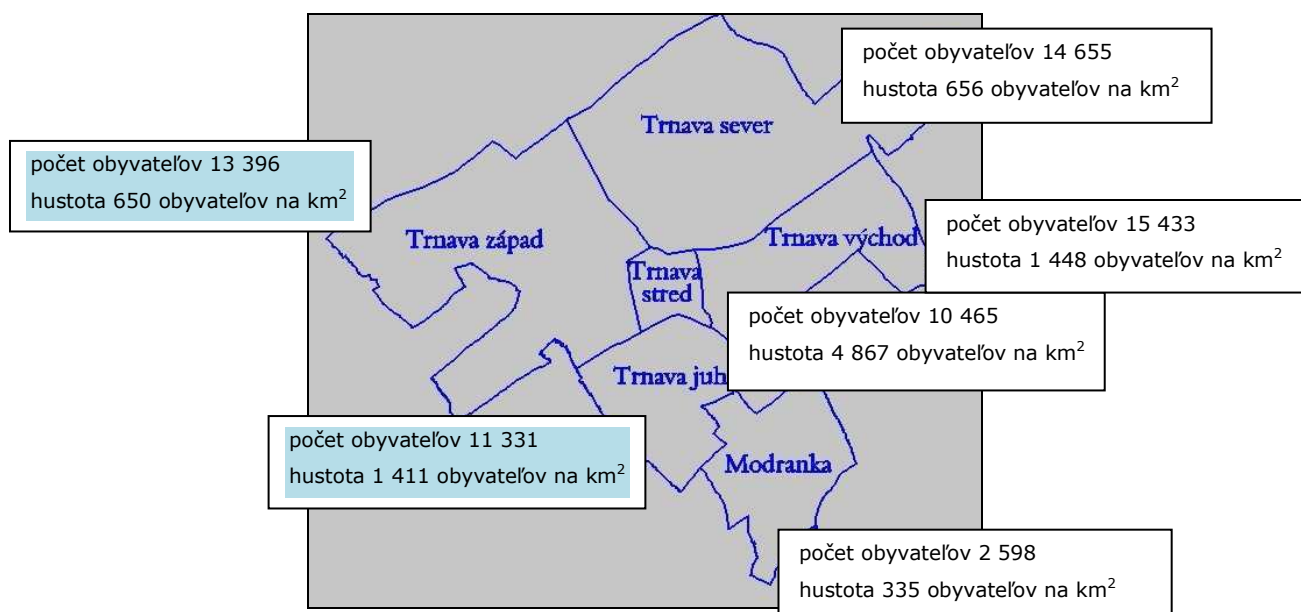 počet obyvateľov 14 655
hustota 656 obyvateľov na km²
Trnava sever
počet obyvateľov 13 396
hustota 650 obyvateľov na km²
Trnava západ
Trnava východ
počet obyvateľov 15 433
hustota 1 448 obyvateľov na km²
Trnava
stred
počet obyvateľov 10 465
hustota 4 867 obyvateľov na km²
Trnava juh
počet obyvateľov 11 331
hustota 1 411 obyvateľov na km²
Modranka
počet obyvateľov 2 598
hustota 335 obyvateľov na km²